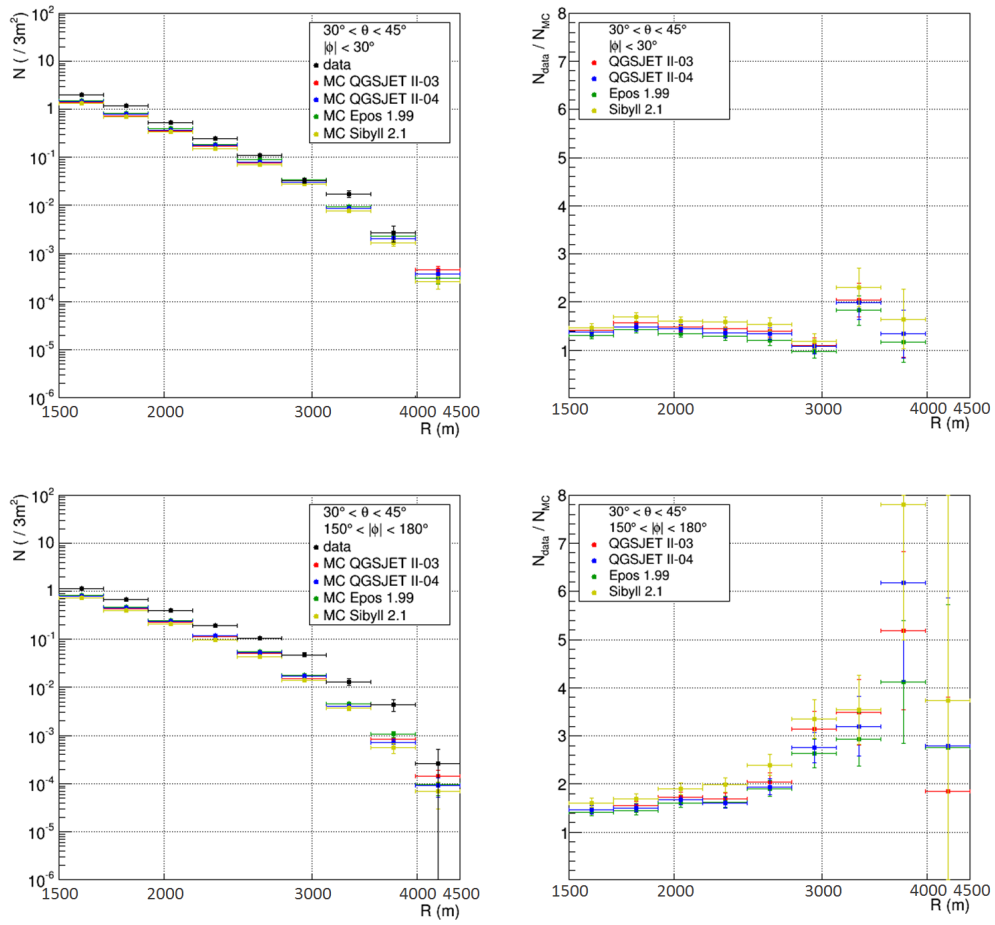 N ( / 3m²)
10²
10
1
10⁻¹
10⁻²
10⁻³
10⁻⁴
10⁻⁵
10⁻⁶
30° < θ < 45°
|ϕ| < 30°
data
MC QGSJET II-03
MC QGSJET II-04
MC Epos 1.99
MC Sibyll 2.1
1500 2000 3000 4000 4500
R (m)
N_data / N_MC
8
7
6
5
4
3
2
1
30° < θ < 45°
|ϕ| < 30°
QGSJET II-03
QGSJET II-04
Epos 1.99
Sibyll 2.1
1500 2000 3000 4000 4500
R (m)
N ( / 3m²)
10²
10
1
10⁻¹
10⁻²
10⁻³
10⁻⁴
10⁻⁵
10⁻⁶
30° < θ < 45°
150° < |ϕ| < 180°
data
MC QGSJET II-03
MC QGSJET II-04
MC Epos 1.99
MC Sibyll 2.1
1500 2000 3000 4000 4500
R (m)
N_data / N_MC
8
7
6
5
4
3
2
1
30° < θ < 45°
150° < |ϕ| < 180°
QGSJET II-03
QGSJET II-04
Epos 1.99
Sibyll 2.1
1500 2000 3000 4000 4500
R (m)